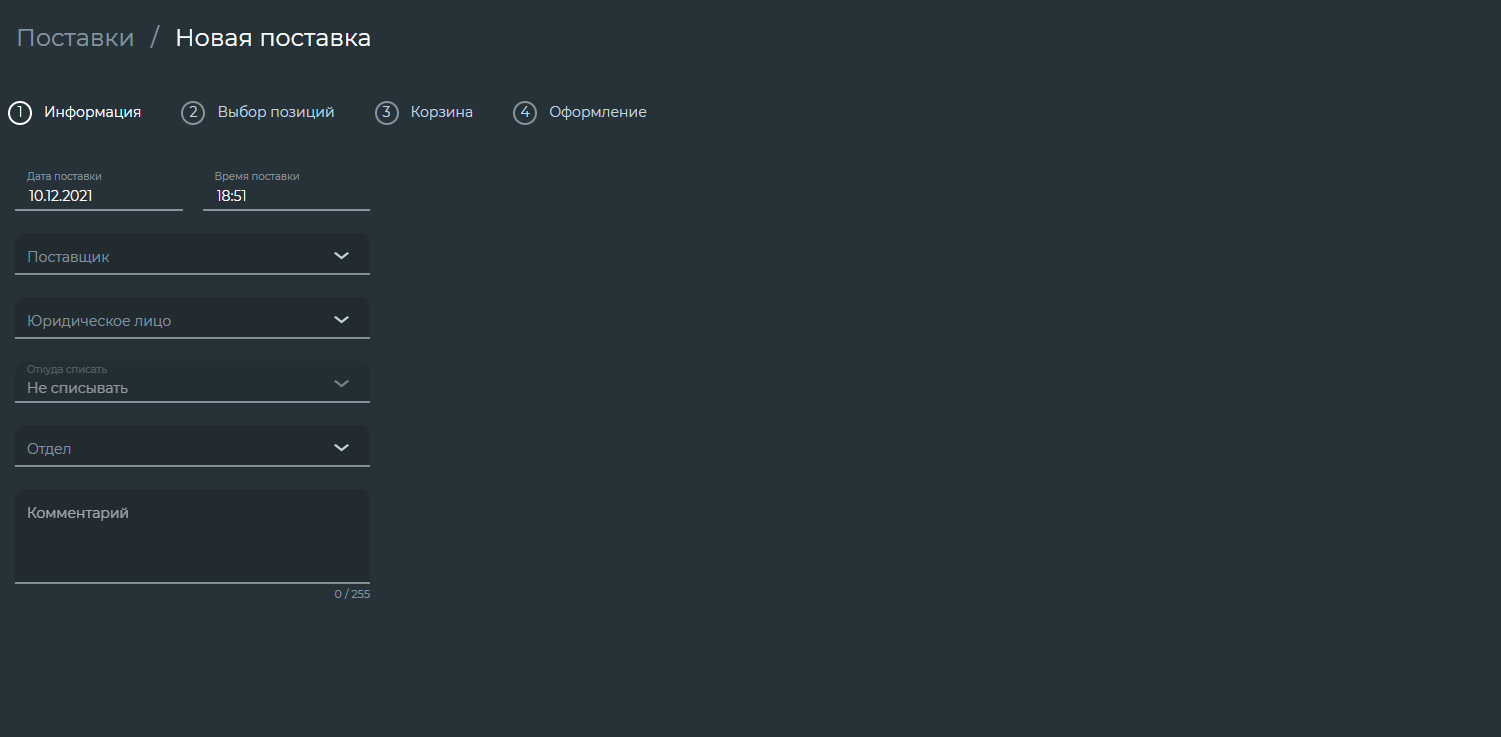 Поставки / Новая поставка
1 Информация 2 Выбор позиций 3 Корзина 4 Оформление
Дата поставки Время поставки
10.12.2021 18:51
Поставщик
Юридическое лицо
Откуда списать
Не списывать
Отдел
Комментарий
0 / 255